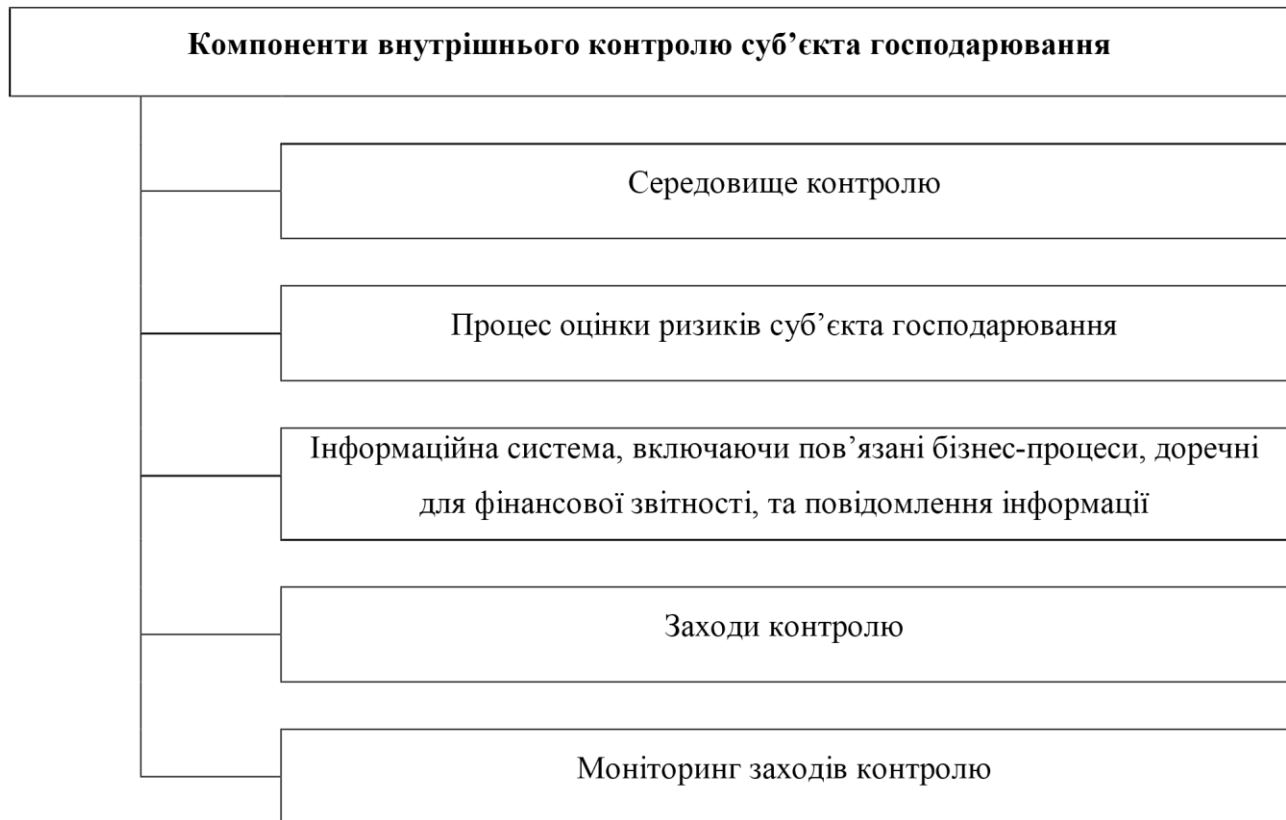 Компоненти внутрішнього контролю суб’єкта господарювання
Середовище контролю
Процес оцінки ризиків суб’єкта господарювання
Інформаційна система, включаючи пов’язані бізнес-процеси, доречні
для фінансової звітності, та повідомлення інформації
Заходи контролю
Моніторинг заходів контролю